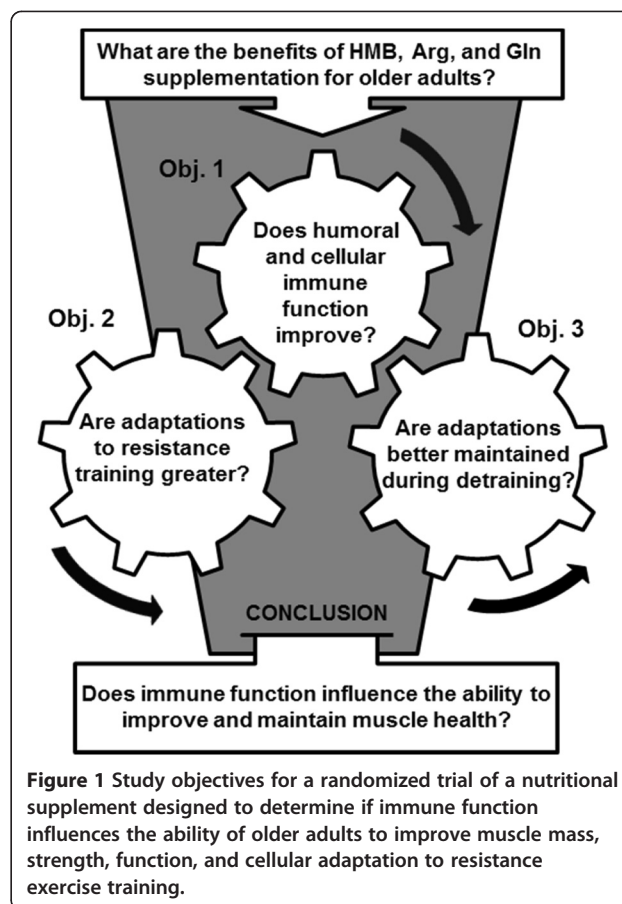 What are the benefits of HMB, Arg, and Gln
supplementation for older adults?
Obj. 1
Does humoral
and cellular
immune
function
improve?
Obj. 2
Are adaptations
to resistance
training greater?
Obj. 3
Are adaptations
better maintained
during detraining?
CONCLUSION
Does immune function influence the ability to
improve and maintain muscle health?
Figure 1 Study objectives for a randomized trial of a nutritional
supplement designed to determine if immune function
influences the ability of older adults to improve muscle mass,
strength, function, and cellular adaptation to resistance
exercise training.